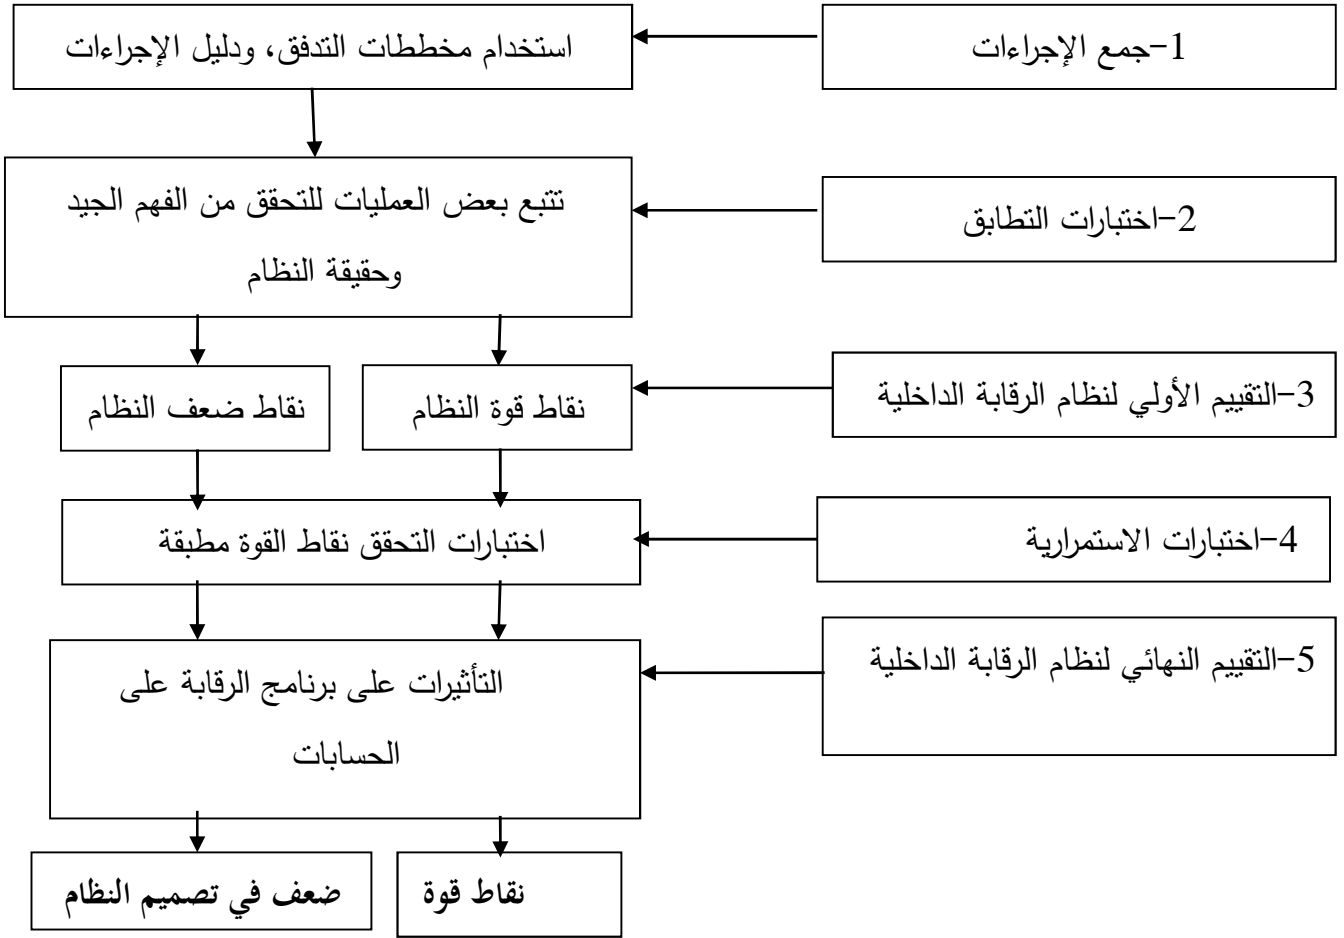 1-جمع الإجراءات
استخدام مخططات التدفق، ودليل الإجراءات
2-اختبارات التطابق
تتبع بعض العمليات للتحقق من الفهم الجيد
وحقيقة النظام
3-التقييم الأولي لنظام الرقابة الداخلية
نقاط قوة النظام
نقاط ضعف النظام
4-اختبارات الاستمرارية
اختبارات التحقق نقاط القوة مطبقة
5-التقييم النهائي لنظام الرقابة الداخلية
التأثيرات على برنامج الرقابة على
الحسابات
نقاط قوة
ضعف في تصميم النظام